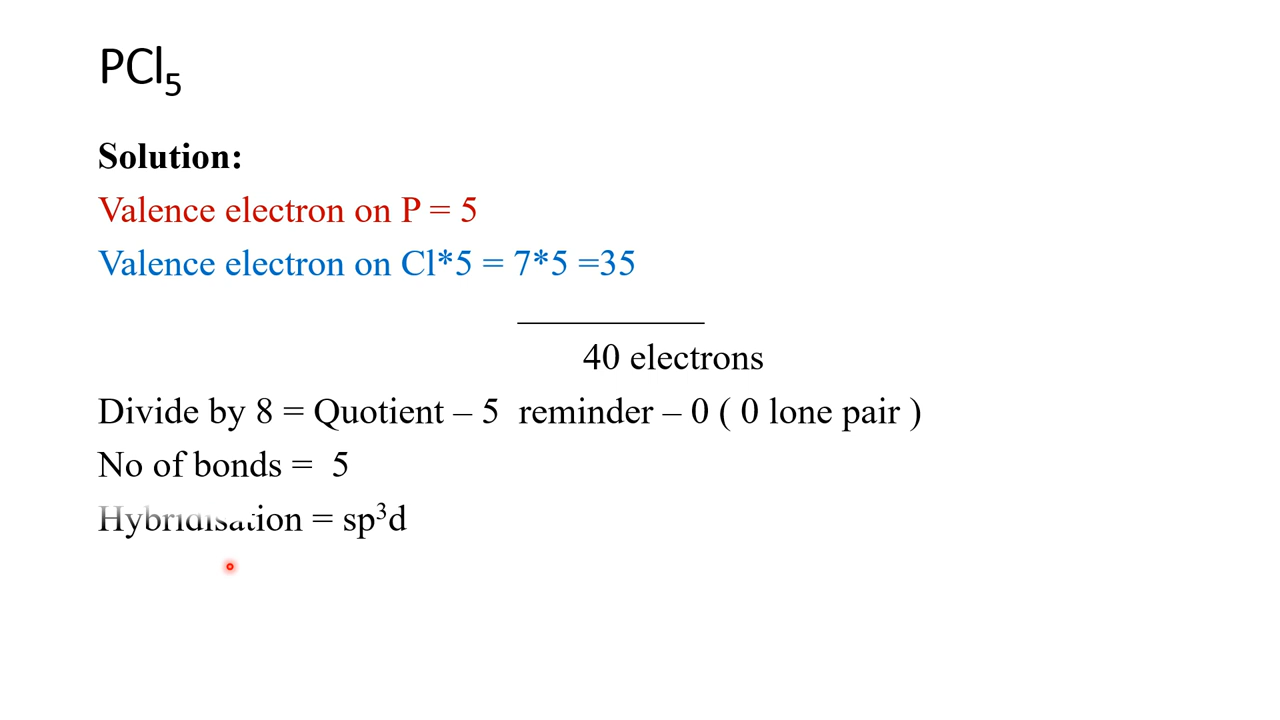 PCl₅
Solution:
Valence electron on P = 5
Valence electron on Cl*5 = 7*5 =35
40 electrons
Divide by 8 = Quotient – 5 reminder – 0 ( 0 lone pair )
No of bonds = 5
Hybridisation = sp³d